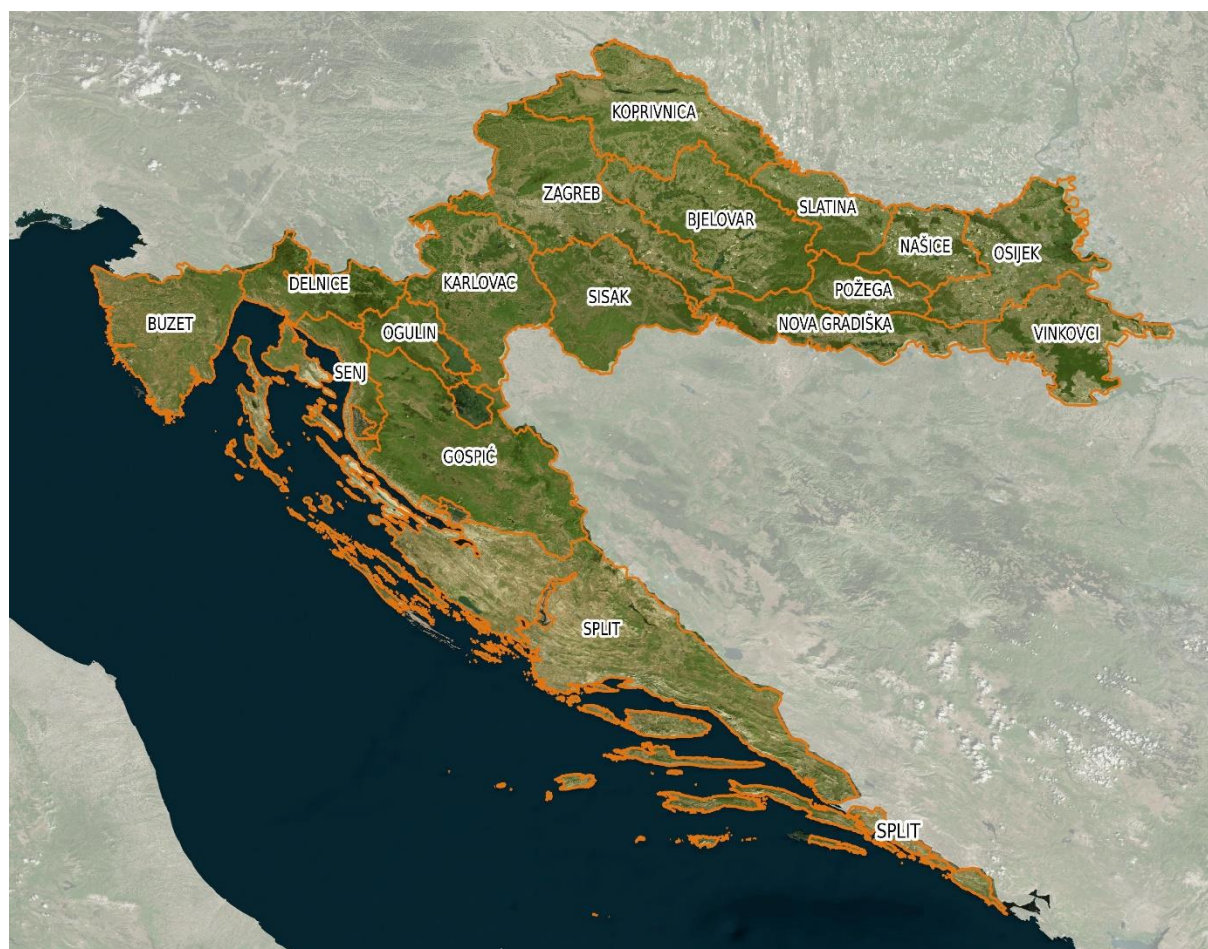 KOPRIVNICA
ZAGREB
BJELOVAR
SLATINA
NAŠICE
OSIJEK
DELNICE
KARLOVAC
SISAK
POŽEGA
BUZET
OGULIN
NOVA GRADIŠKA
VINKOVCI
SENJ
GOSPIĆ
SPLIT
SPLIT